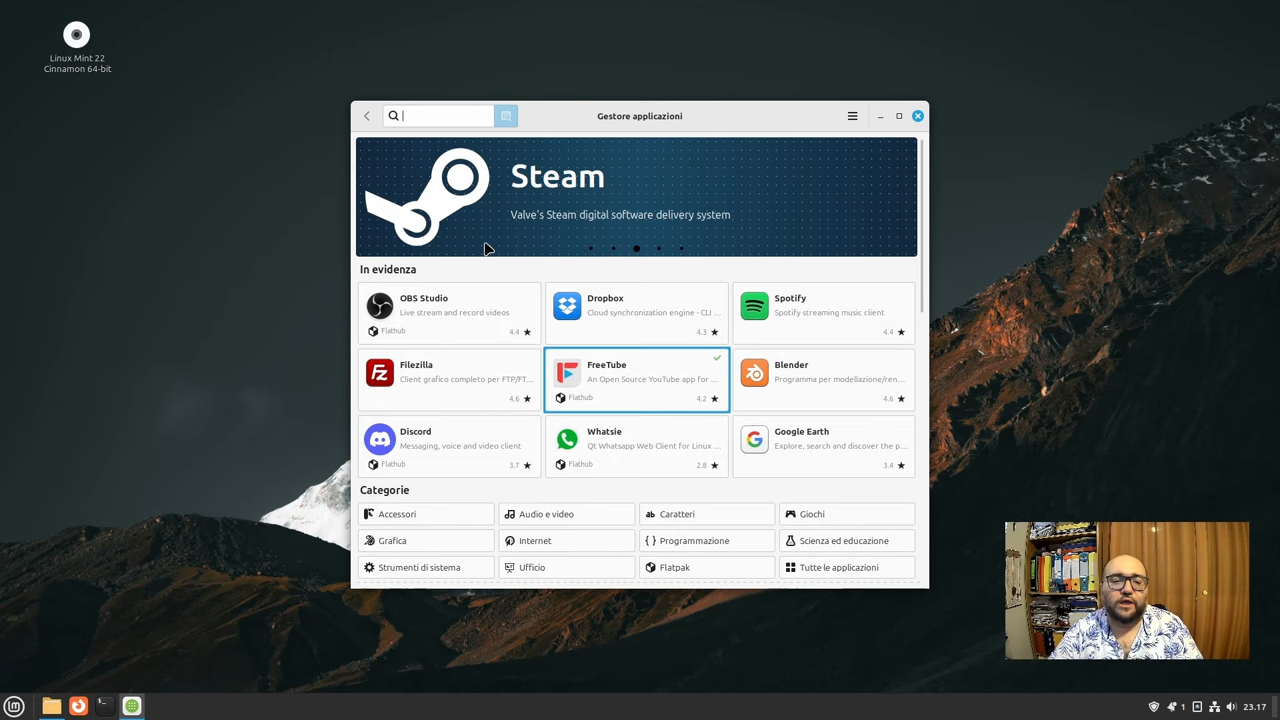 Linux Mint 22
Cinnamon 64-bit
Gestore applicazioni
Steam
Valve's Steam digital software delivery system
In evidenza
OBS Studio
Live stream and record videos
Flathub
4.4 ★
Dropbox
Cloud synchronization engine - CLI ...
4.3 ★
Spotify
Spotify streaming music client
4.4 ★
Filezilla
Client grafico completo per FTP/FT...
4.6 ★
FreeTube
An Open Source YouTube app for ...
Flathub
4.2 ★
Blender
Programma per modellazione/ren...
4.6 ★
Discord
Messaging, voice and video client
Flathub
3.7 ★
Whatsie
Qt Whatsapp Web Client for Linux ...
Flathub
2.8 ★
Google Earth
Explore, search and discover the p...
3.4 ★
Categorie
Accessori
Audio e video
Caratteri
Giochi
Grafica
Internet
Programmazione
Scienza ed educazione
Strumenti di sistema
Ufficio
Flatpak
Tutte le applicazioni
1
23.17